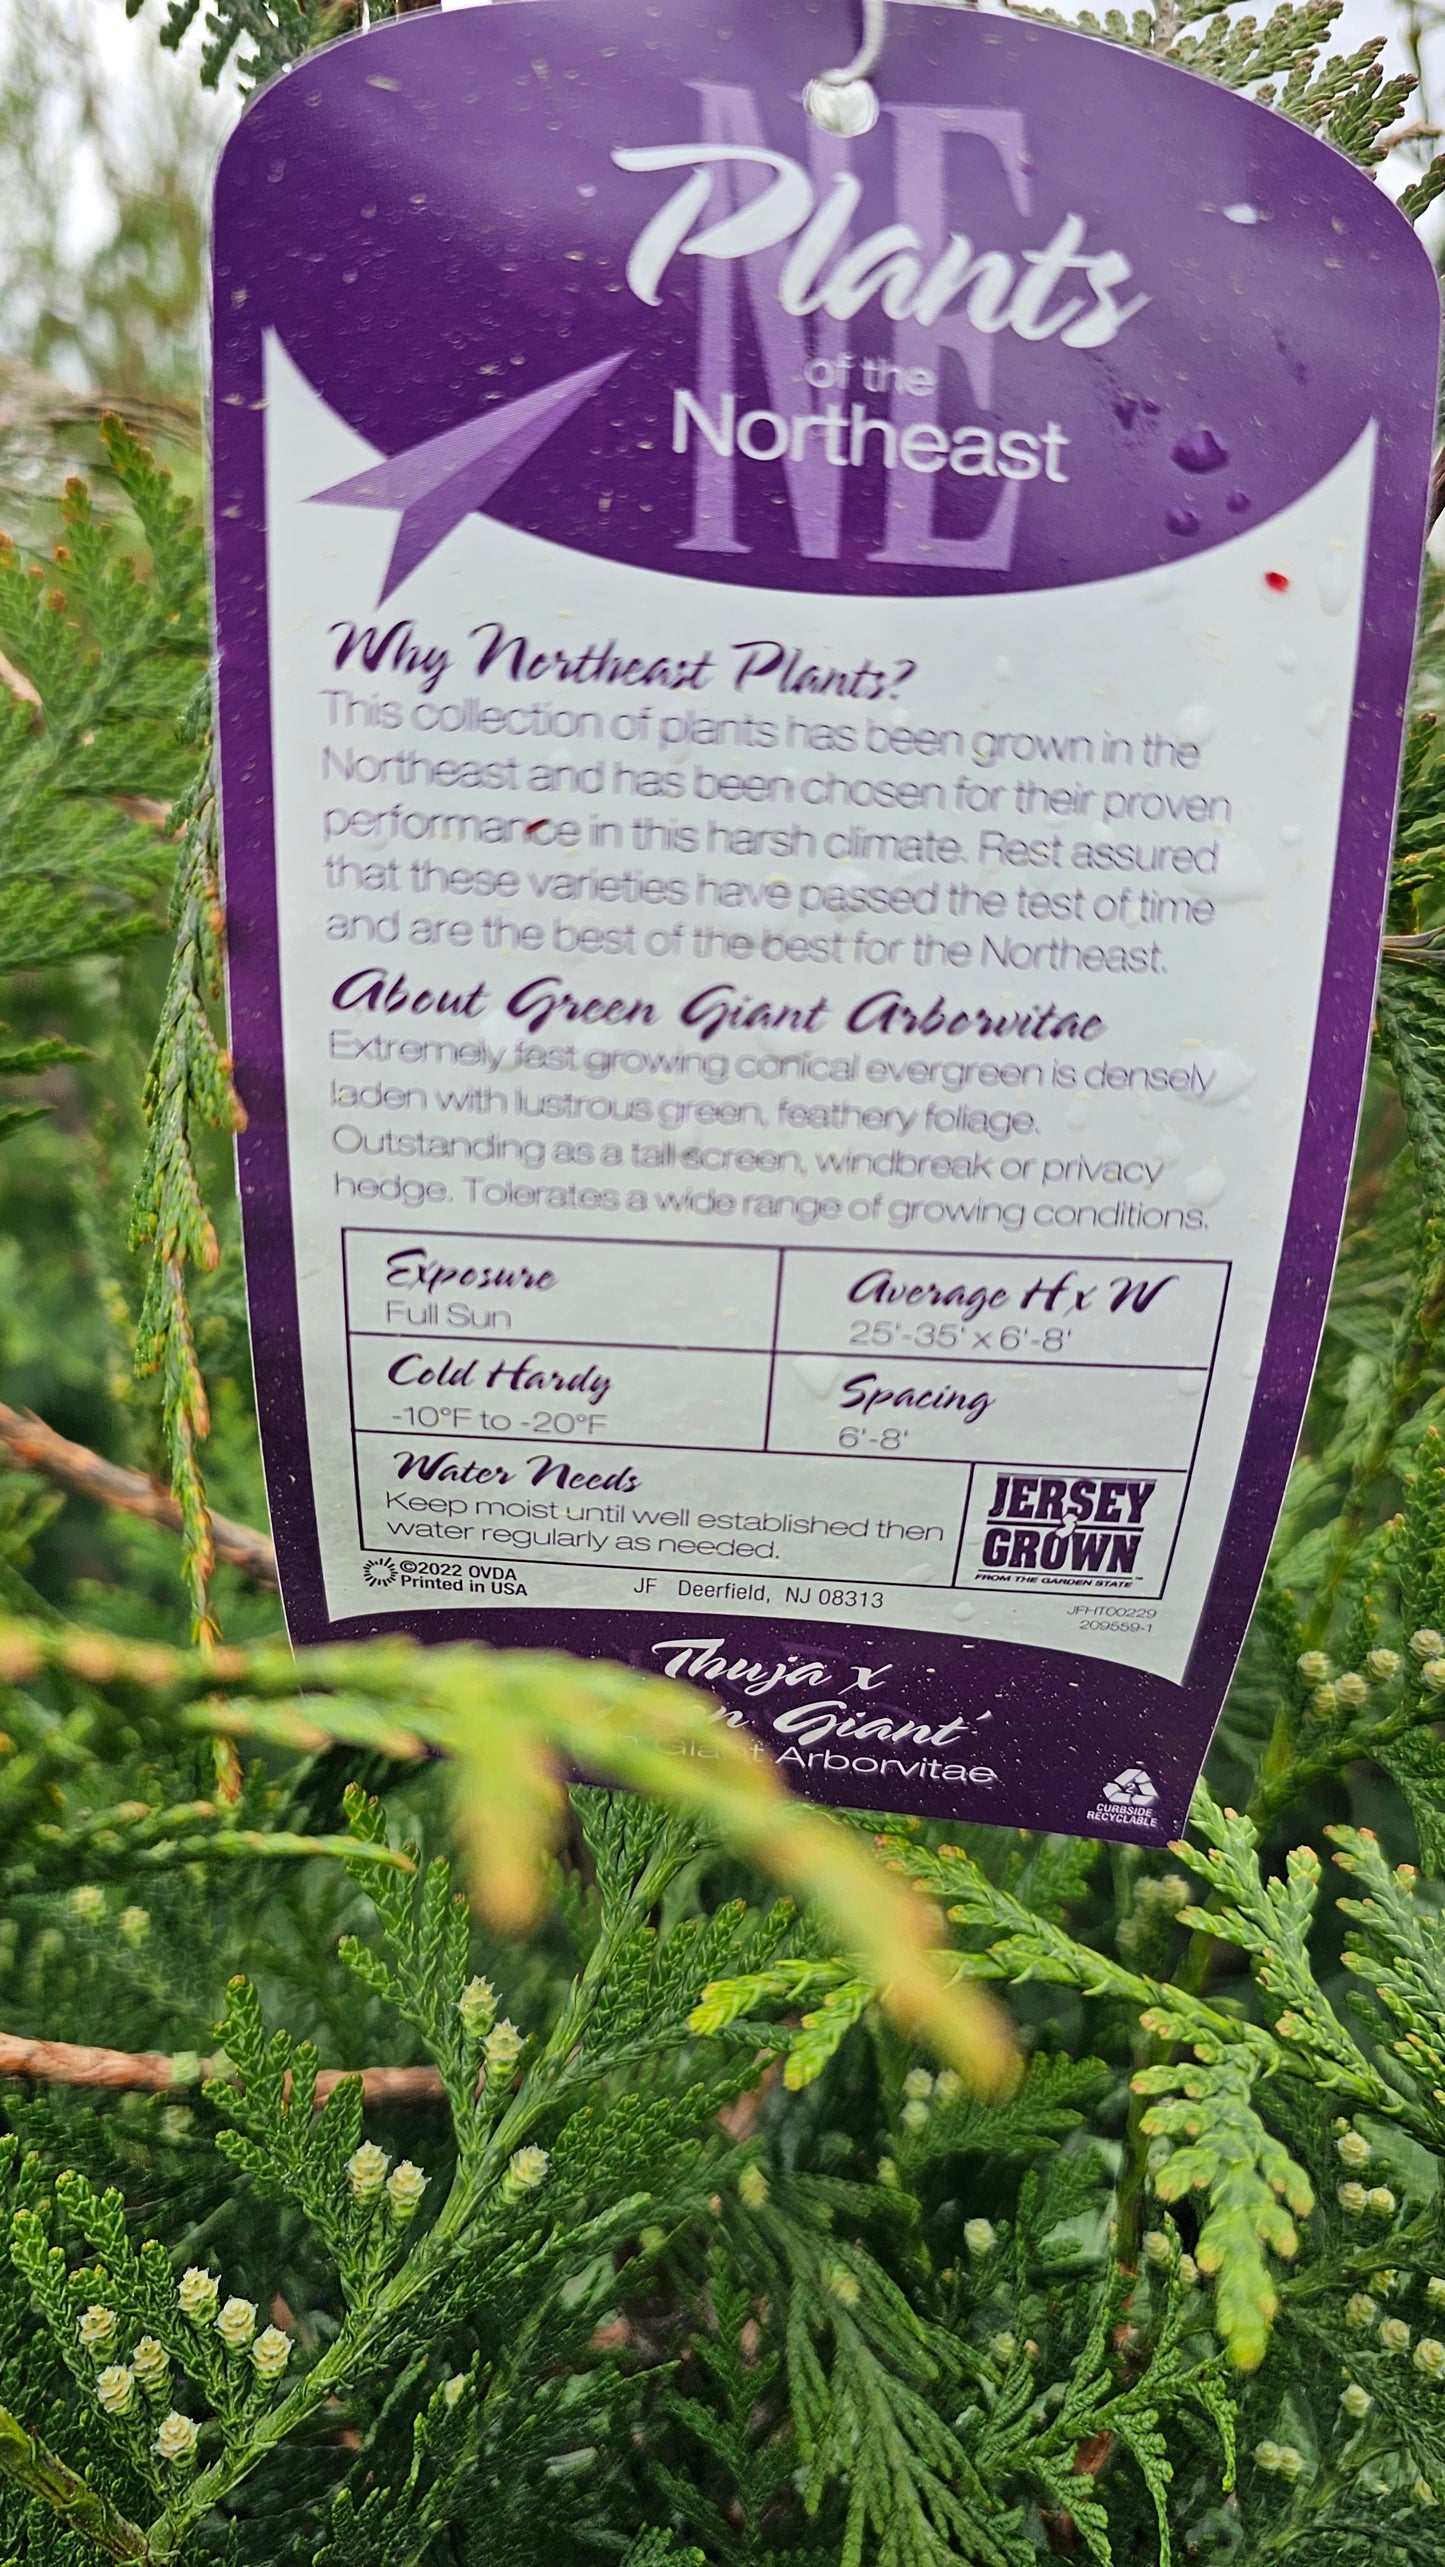 NE
Plants
of the
Northeast
Why Northeast Plants?
This collection of plants has been grown in the
Northeast and has been chosen for their proven
performance in this harsh climate. Rest assured
that these varieties have passed the test of time
and are the best of the best for the Northeast.
About Green Giant Arborvitae
Extremely fast growing conical evergreen is densely
laden with lustrous green, feathery foliage.
Outstanding as a tall screen, windbreak or privacy
hedge. Tolerates a wide range of growing conditions.
Exposure
Full Sun
Average H x W
25'-35' x 6'-8'
Cold Hardy
-10°F to -20°F
Spacing
6'-8'
Water Needs
Keep moist until well established then
water regularly as needed.
JERSEY
GROWN
FROM THE GARDEN STATE™
©2022 OVDA
Printed in USA
JF Deerfield, NJ 08313
JFHT00229
209559-1
Thuja x
Giant'
Giant Arborvitae
2
CURBSIDE
RECYCLABLE